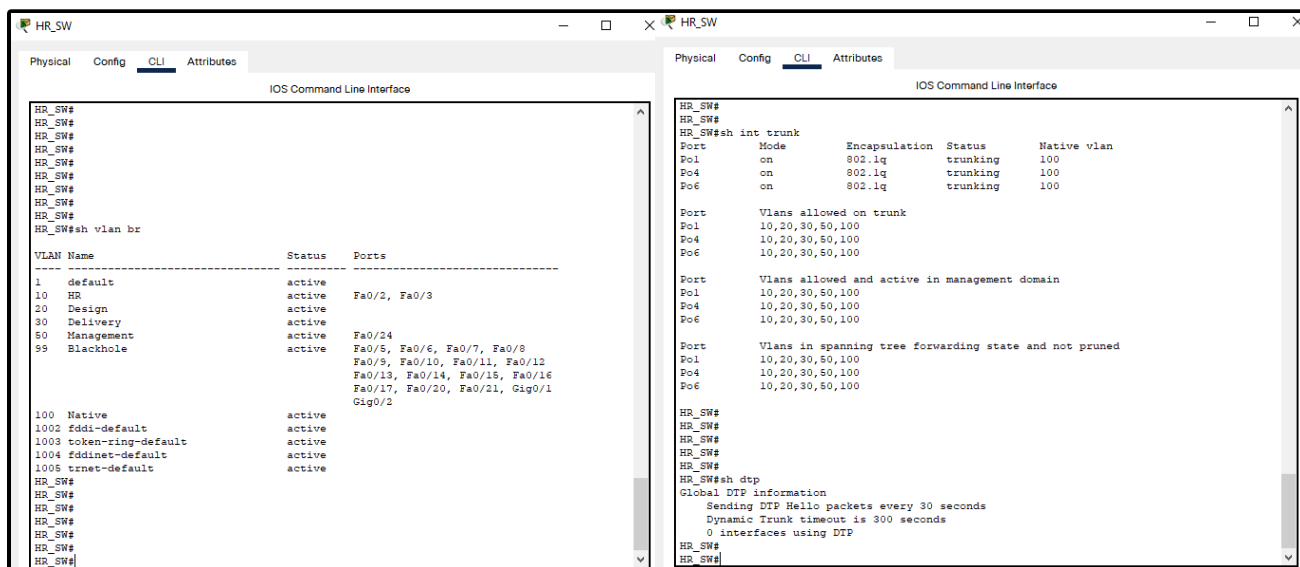 HR_SW
Physical Config CLI Attributes
IOS Command Line Interface
HR_SW#
HR_SW#
HR_SW#
HR_SW#
HR_SW#
HR_SW#
HR_SW#
HR_SW#
HR_SW#
HR_SW#sh vlan br
VLAN Name Status Ports
---- -------------------------------- --------- -------------------------------
1 default active
10 HR active Fa0/2, Fa0/3
20 Design active
30 Delivery active
50 Management active Fa0/24
99 Blackhole active Fa0/5, Fa0/6, Fa0/7, Fa0/8
Fa0/9, Fa0/10, Fa0/11, Fa0/12
Fa0/13, Fa0/14, Fa0/15, Fa0/16
Fa0/17, Fa0/20, Fa0/21, Gig0/1
Gig0/2
100 Native active
1002 fddi-default active
1003 token-ring-default active
1004 fddinet-default active
1005 trnet-default active
HR_SW#
HR_SW#
HR_SW#
HR_SW#
HR_SW#
HR_SW#
HR_SW#
HR_SW
Physical Config CLI Attributes
IOS Command Line Interface
HR_SW#
HR_SW#
HR_SW#sh int trunk
Port Mode Encapsulation Status Native vlan
Po1 on 802.1q trunking 100
Po4 on 802.1q trunking 100
Po6 on 802.1q trunking 100
Port Vlans allowed on trunk
Po1 10,20,30,50,100
Po4 10,20,30,50,100
Po6 10,20,30,50,100
Port Vlans allowed and active in management domain
Po1 10,20,30,50,100
Po4 10,20,30,50,100
Po6 10,20,30,50,100
Port Vlans in spanning tree forwarding state and not pruned
Po1 10,20,30,50,100
Po4 10,20,30,50,100
Po6 10,20,30,50,100
HR_SW#
HR_SW#
HR_SW#
HR_SW#
HR_SW#
HR_SW#sh dtp
Global DTP information
Sending DTP Hello packets every 30 seconds
Dynamic Trunk timeout is 300 seconds
0 interfaces using DTP
HR_SW#
HR_SW#